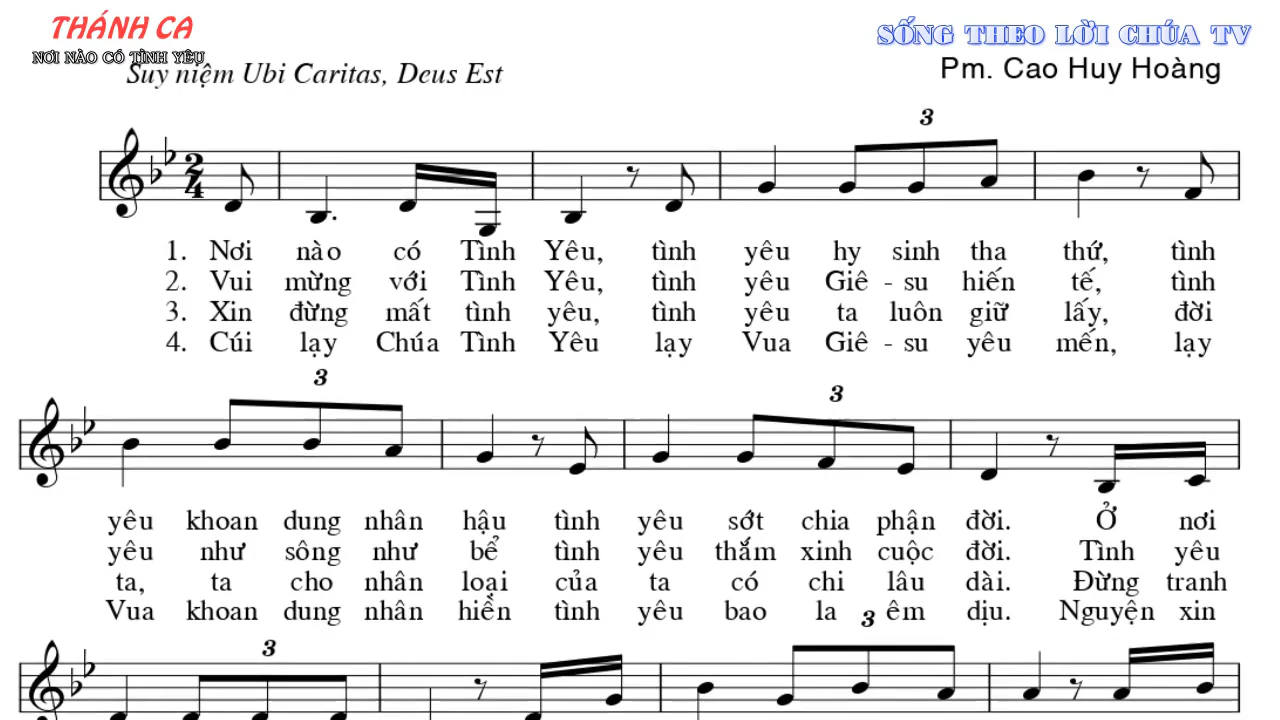 THÁNH CA
NƠI NÀO CÓ TÌNH YÊU
SỐNG THEO LỜI CHÚA TV
Suy niệm Ubi Caritas, Deus Est
Pm. Cao Huy Hoàng
3
1. Nơi nào có Tình Yêu, tình yêu hy sinh tha thứ, tình
2. Vui mừng với Tình Yêu, tình yêu Giê - su hiến tế, tình
3. Xin đừng mất tình yêu, tình yêu ta luôn giữ lấy, đời
4. Cúi lạy Chúa Tình Yêu lạy Vua Giê - su yêu mến, lạy
3 3
yêu khoan dung nhân hậu tình yêu sớt chia phận đời. Ở nơi
yêu như sông như bể tình yêu thắm xinh cuộc đời. Tình yêu
ta, ta cho nhân loại của ta có chi lâu dài. Đừng tranh
Vua khoan dung nhân hiền tình yêu bao la êm dịu. Nguyện xin
3 3